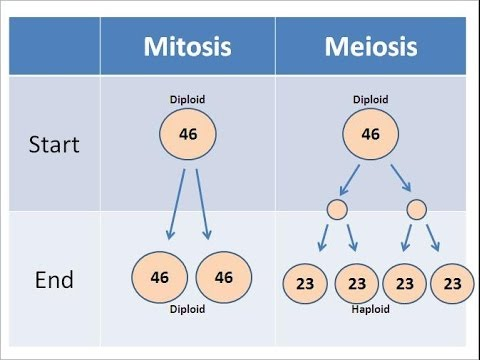 Mitosis
Meiosis
Start
Diploid
46
Diploid
46
End
46
46
Diploid
23
23
23
23
Haploid